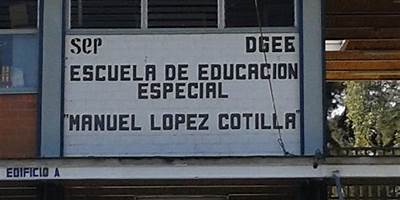 sep DGEE
ESCUELA DE EDUCACION
ESPECIAL
"MANUEL LOPEZ COTILLA"
EDIFICIO A